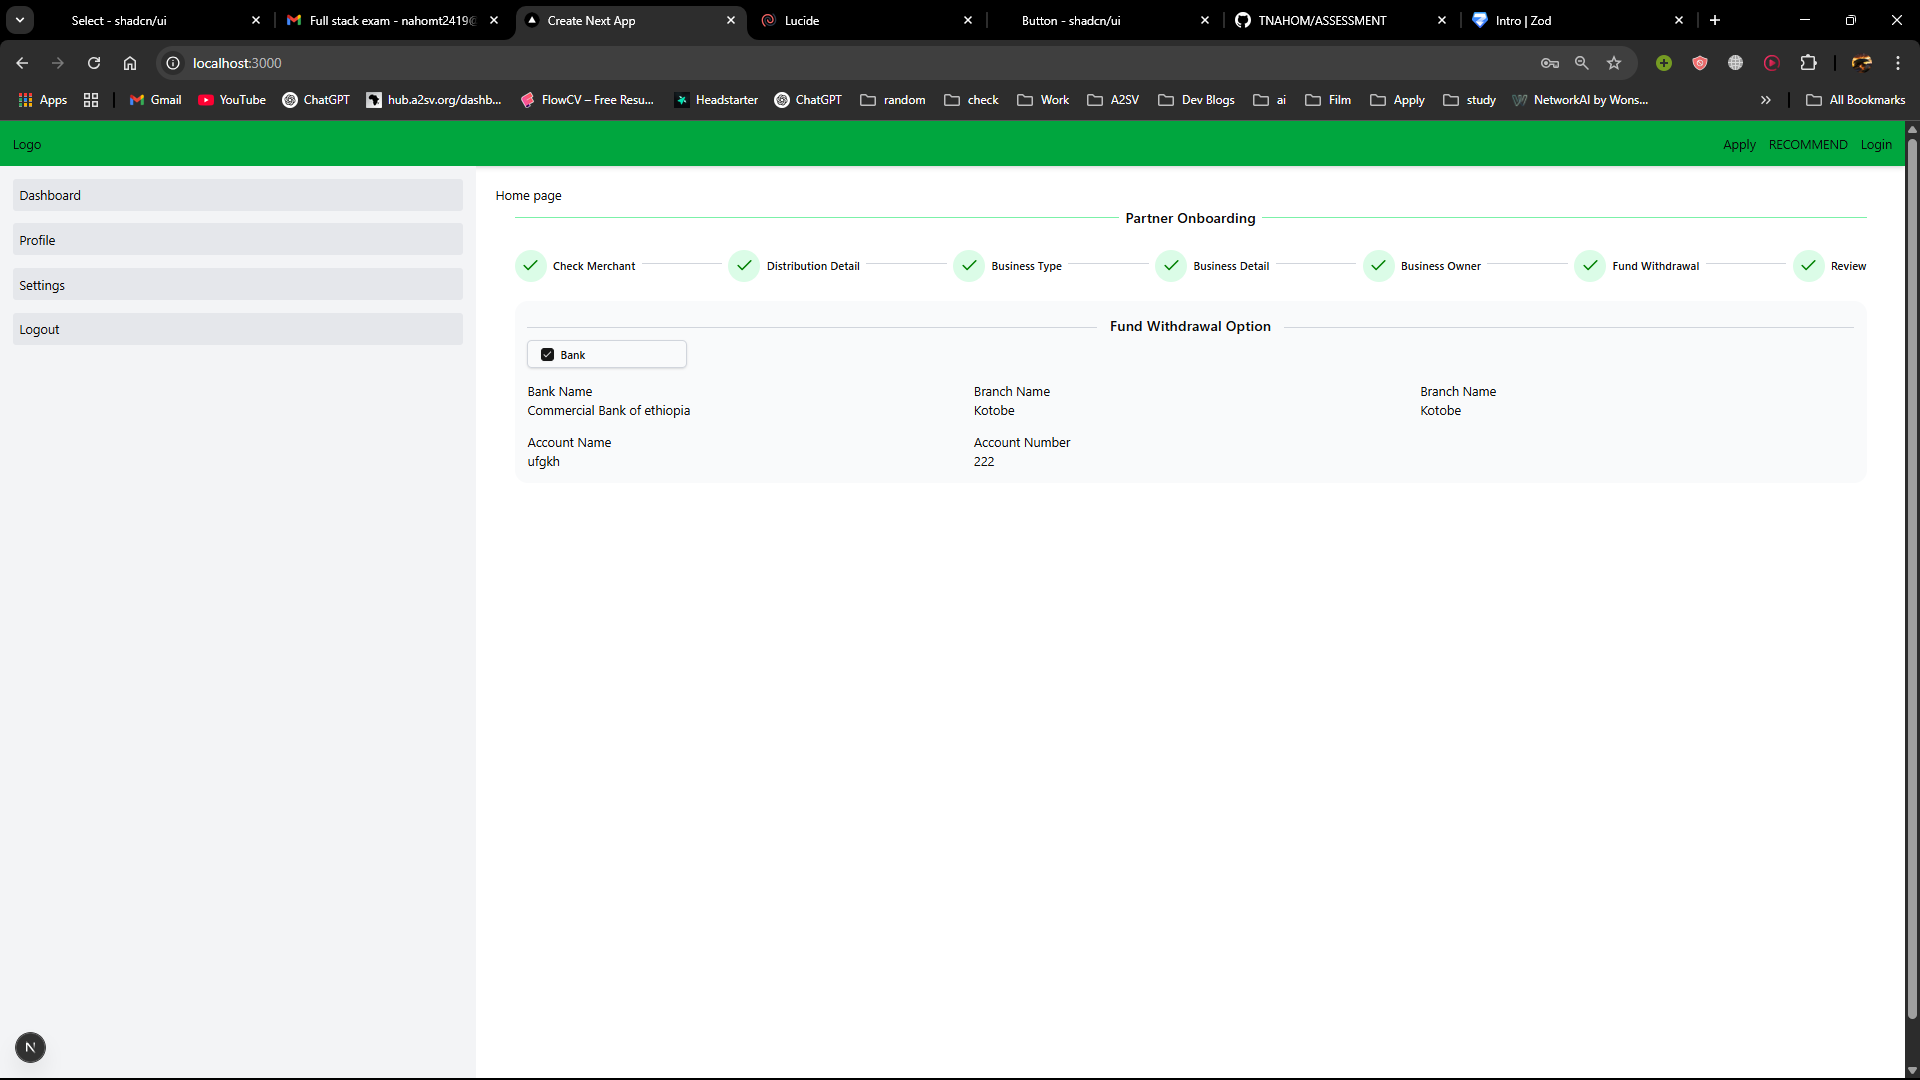 Select - shadcn/ui
Full stack exam - nahomt2419@
Create Next App
Lucide
Button - shadcn/ui
TNAHOM/ASSESSMENT
Intro | Zod
localhost:3000
Apps
Gmail
YouTube
ChatGPT
hub.a2sv.org/dashb...
FlowCV – Free Resu...
Headstarter
ChatGPT
random
check
Work
A2SV
Dev Blogs
ai
Film
Apply
study
NetworkAI by Wons...
All Bookmarks
Logo
Apply RECOMMEND Login
Dashboard
Profile
Settings
Logout
Home page
Partner Onboarding
Check Merchant
Distribution Detail
Business Type
Business Detail
Business Owner
Fund Withdrawal
Review
Fund Withdrawal Option
Bank
Bank Name
Commercial Bank of ethiopia
Branch Name
Kotobe
Branch Name
Kotobe
Account Name
ufgkh
Account Number
222
N